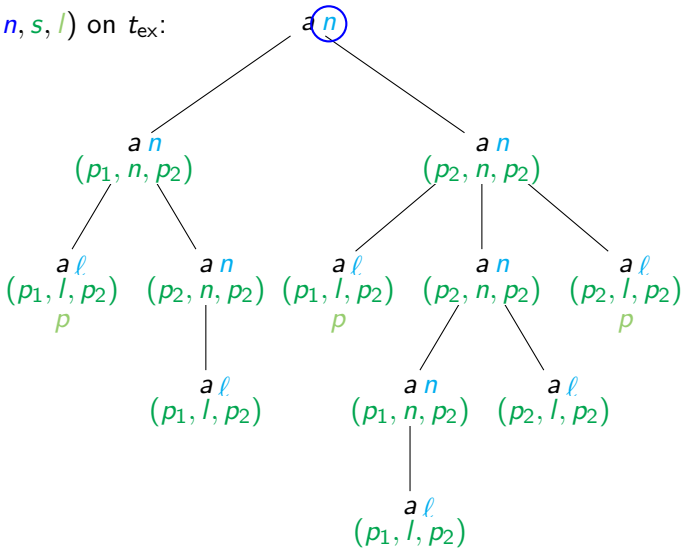 n, s, l) on t_ex:
a n
a n a n
(p₁, n, p₂) (p₂, n, p₂)
a ℓ a n a ℓ a n a ℓ
(p₁, l, p₂) (p₂, n, p₂) (p₁, l, p₂) (p₂, n, p₂) (p₂, l, p₂)
p p p
a ℓ a n a ℓ
(p₁, l, p₂) (p₁, n, p₂) (p₂, l, p₂)
a ℓ
(p₁, l, p₂)